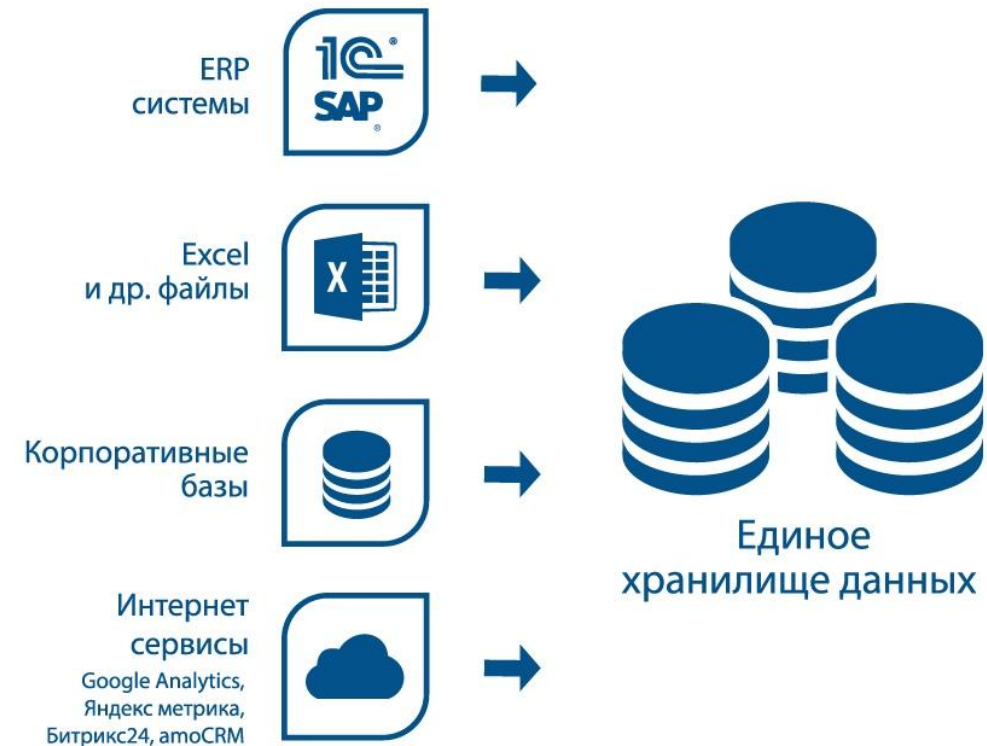 ERP
системы
1С
SAP
Excel
и др. файлы
X
Корпоративные
базы
Единое
хранилище данных
Интернет
сервисы
Google Analytics,
Яндекс метрика,
Битрикс24, amoCRM